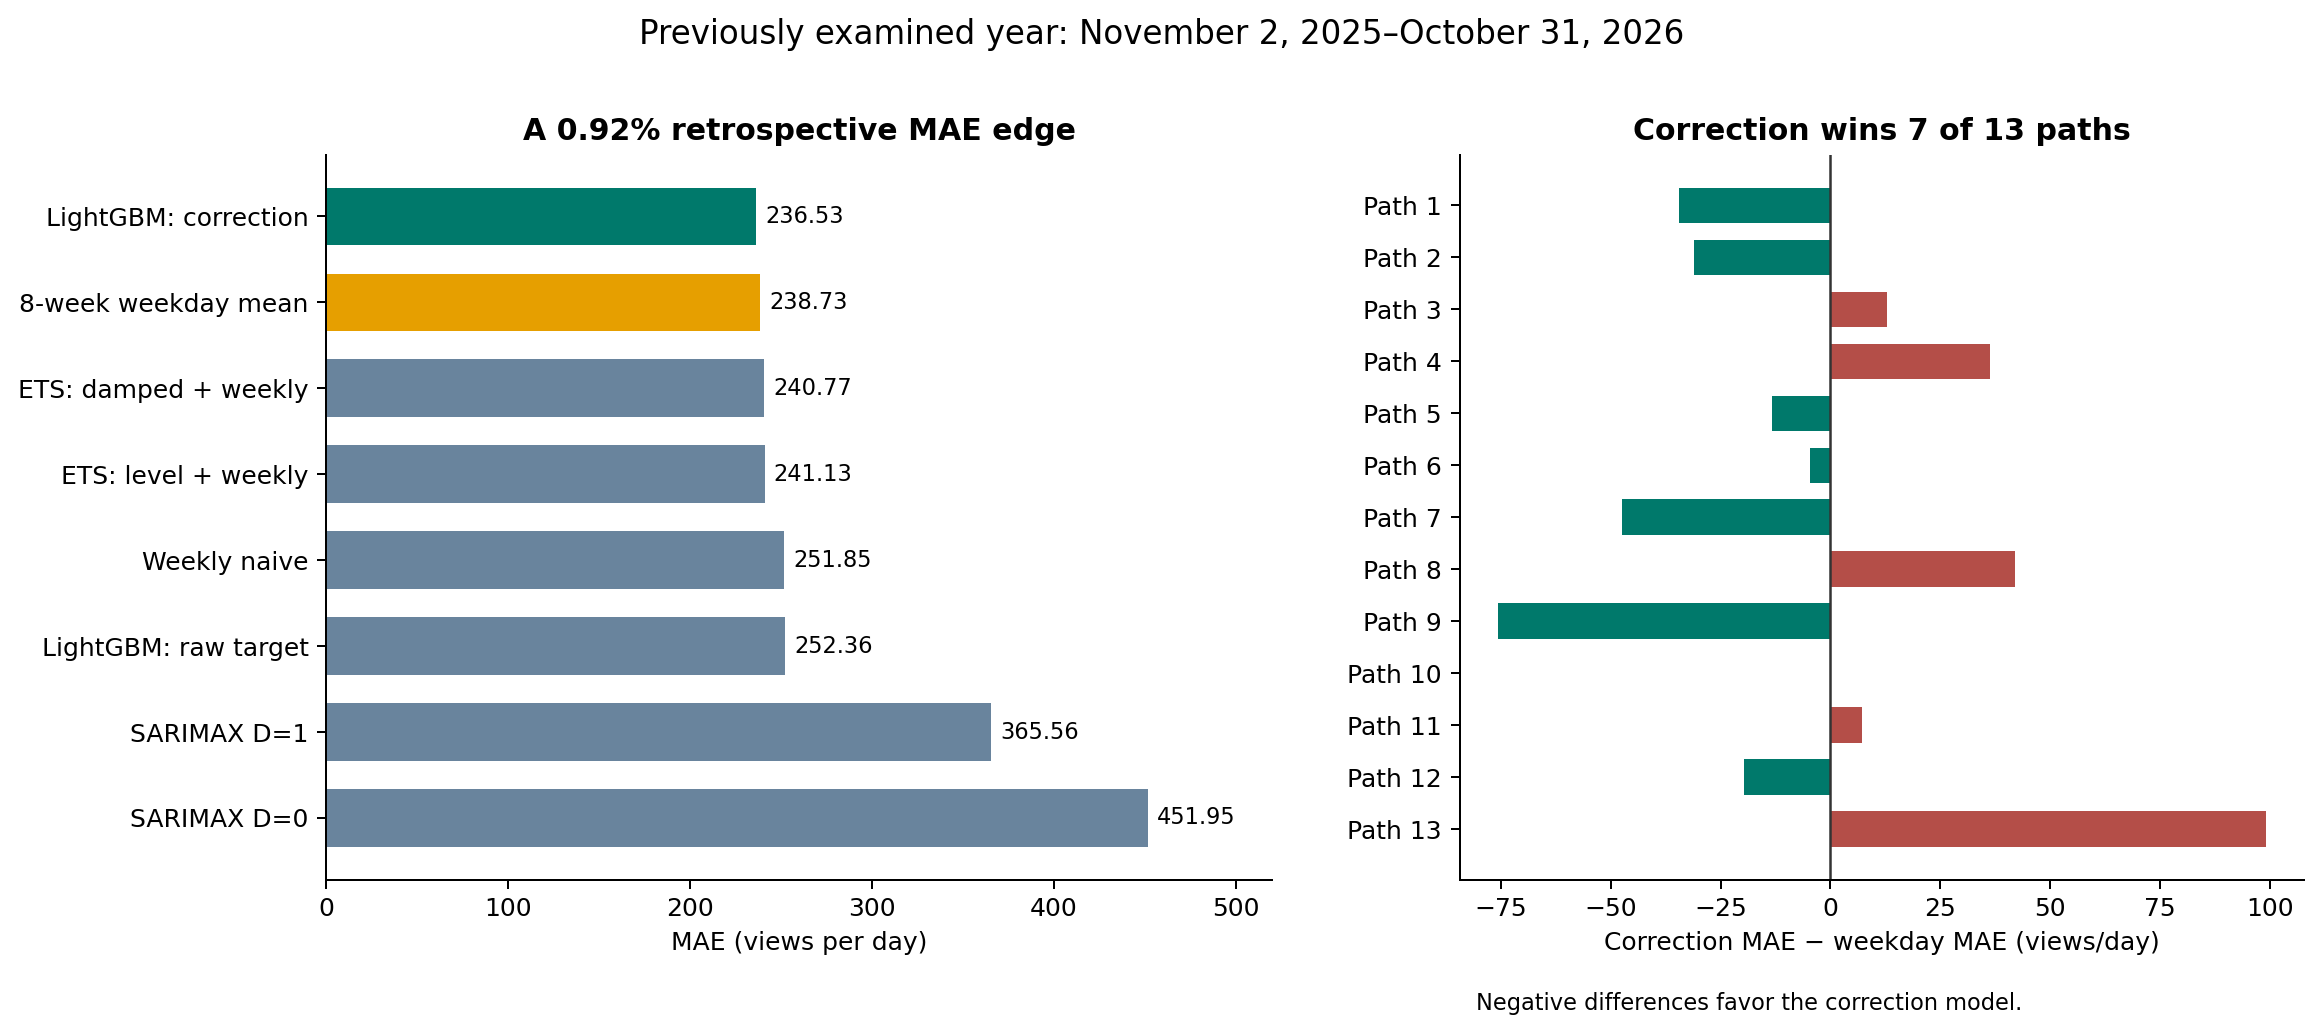 Previously examined year: November 2, 2025–October 31, 2026
A 0.92% retrospective MAE edge
LightGBM: correction
236.53
8-week weekday mean
238.73
ETS: damped + weekly
240.77
ETS: level + weekly
241.13
Weekly naive
251.85
LightGBM: raw target
252.36
SARIMAX D=1
365.56
SARIMAX D=0
451.95
0 100 200 300 400 500
MAE (views per day)
Correction wins 7 of 13 paths
Path 1
Path 2
Path 3
Path 4
Path 5
Path 6
Path 7
Path 8
Path 9
Path 10
Path 11
Path 12
Path 13
−75 −50 −25 0 25 50 75 100
Correction MAE − weekday MAE (views/day)
Negative differences favor the correction model.